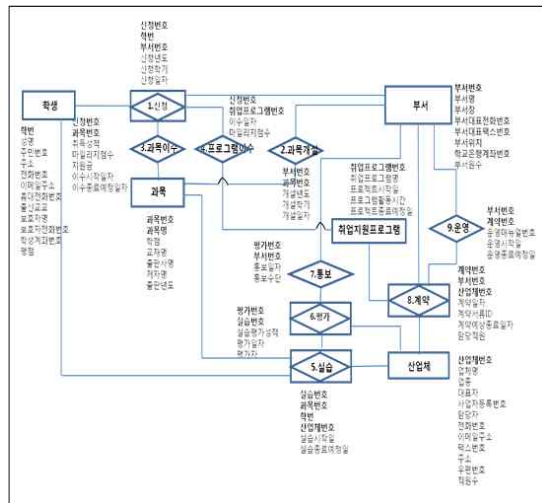 신청번호
학번
부서번호
신청년도
신청학기
신청일자
학생
1.신청
부서
학번
성명
주민번호
주소
전화번호
이메일주소
휴대전화번호
출신교교
보호자명
보호자전화번호
학생계좌번호
평점
신청번호
과목번호
취득성적
마일리지점수
지원금
이수시작일자
이수종료예정일자
3.과목이수
신청번호
취업프로그램번호
이수일자
마일리지점수
4.프로그램이수
2.과목개설
부서번호
과목번호
개설년도
개설학기
개설일자
부서번호
부서명
부서장
부서대표전화번호
부서대표팩스번호
부서위치
학교은행계좌번호
부서원수
과목
과목번호
과목명
학점
교재명
출판사명
저자명
출판년도
취업프로그램번호
취업프로그램명
프로젝트시작일
프로그램활동시간
프로젝트종료예정일
취업지원프로그램
9.운영
부서번호
계약번호
운영매뉴얼번호
운영시작일
운영종료예정일
평가번호
부서번호
통보일자
통보수단
7.통보
8.계약
계약번호
부서번호
산업체번호
계약일자
계약서류ID
계약예상종료일자
담당직원
평가번호
실습번호
실습평가성적
평가일자
평가자
6.평가
5.실습
산업체
실습번호
과목번호
학번
산업체번호
실습시작일
실습종료예정일
산업체번호
업체명
업종
대표자
사업자등록번호
담당자
전화번호
이메일주소
팩스번호
주소
우편번호
직원수